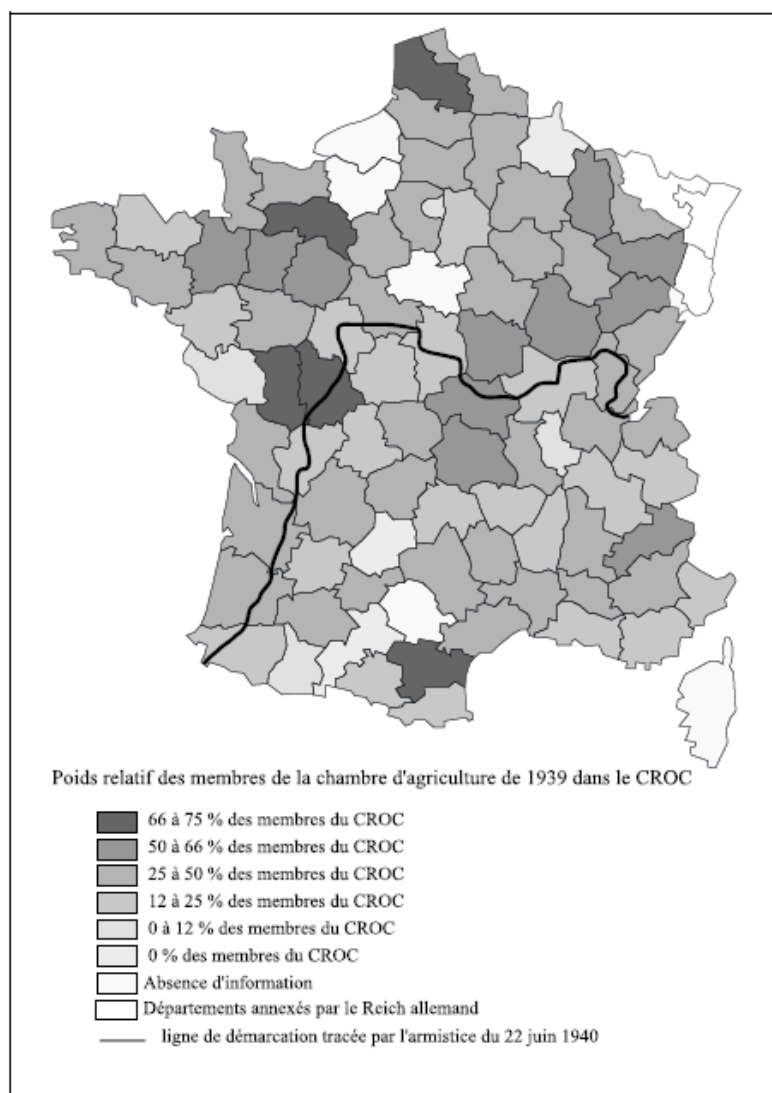 Poids relatif des membres de la chambre d'agriculture de 1939 dans le CROC
66 à 75 % des membres du CROC
50 à 66 % des membres du CROC
25 à 50 % des membres du CROC
12 à 25 % des membres du CROC
0 à 12 % des membres du CROC
0 % des membres du CROC
Absence d'information
Départements annexés par le Reich allemand
ligne de démarcation tracée par l'armistice du 22 juin 1940